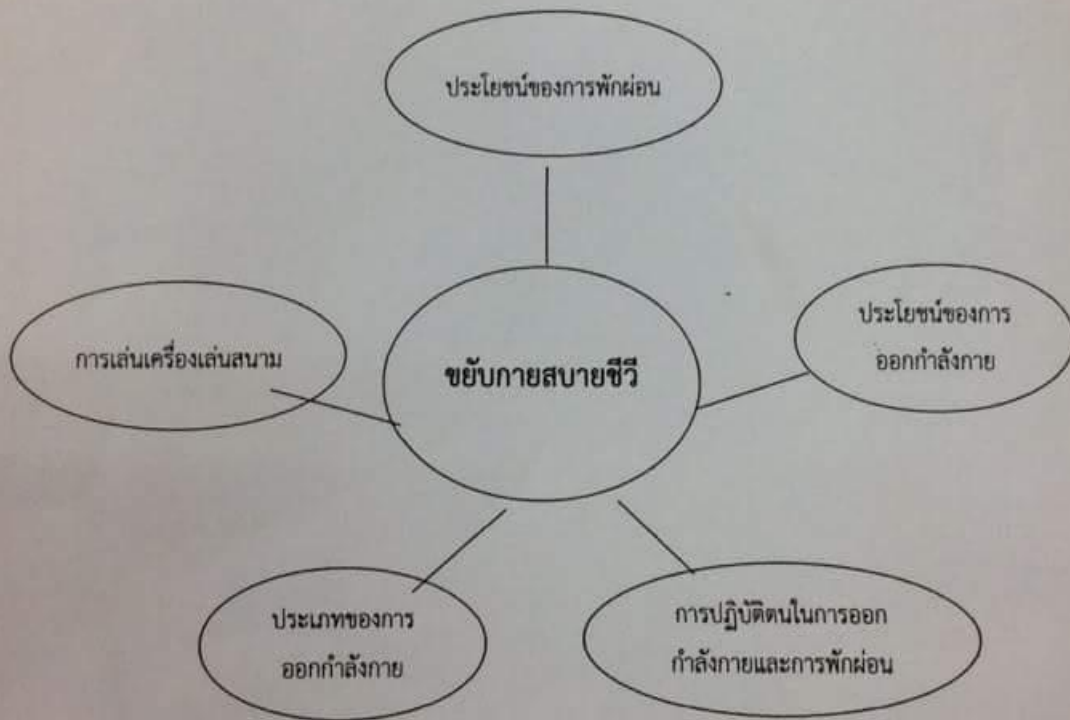 ประโยชน์ของการพักผ่อน
ประโยชน์ของการ
ออกกำลังกาย
การเล่นเครื่องเล่นสนาม
ขยับกายสบายชีวี
ประเภทของการ
ออกกำลังกาย
การปฏิบัติตนในการออก
กำลังกายและการพักผ่อน